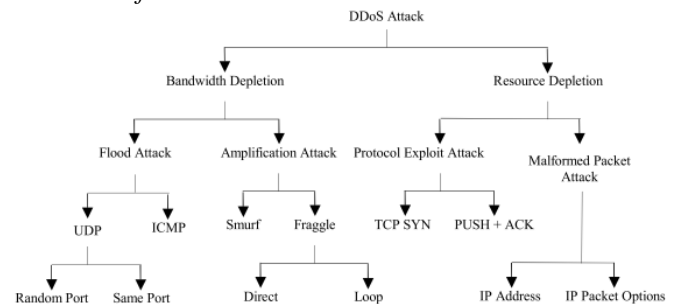 DDoS Attack
Bandwidth Depletion
Resource Depletion
Flood Attack
Amplification Attack
Protocol Exploit Attack
Malformed Packet
Attack
UDP
ICMP
Smurf
Fraggle
TCP SYN
PUSH + ACK
Random Port
Same Port
Direct
Loop
IP Address
IP Packet Options